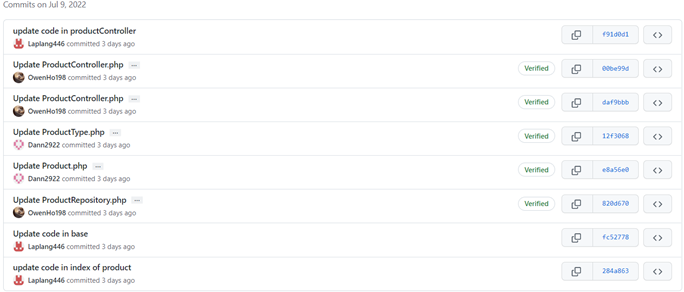 Commits on Jul 9, 2022
update code in productController
Laplang446 committed 3 days ago
f91d0d1
Update ProductController.php ...
OwenHo198 committed 3 days ago
Verified
00be99d
Update ProductController.php ...
OwenHo198 committed 3 days ago
Verified
daf9bbb
Update ProductType.php ...
Dann2922 committed 3 days ago
Verified
12f3068
Update Product.php ...
Dann2922 committed 3 days ago
Verified
e8a56e0
Update ProductRepository.php ...
OwenHo198 committed 3 days ago
Verified
820d670
Update code in base
Laplang446 committed 3 days ago
fc52778
update code in index of product
Laplang446 committed 3 days ago
284a863